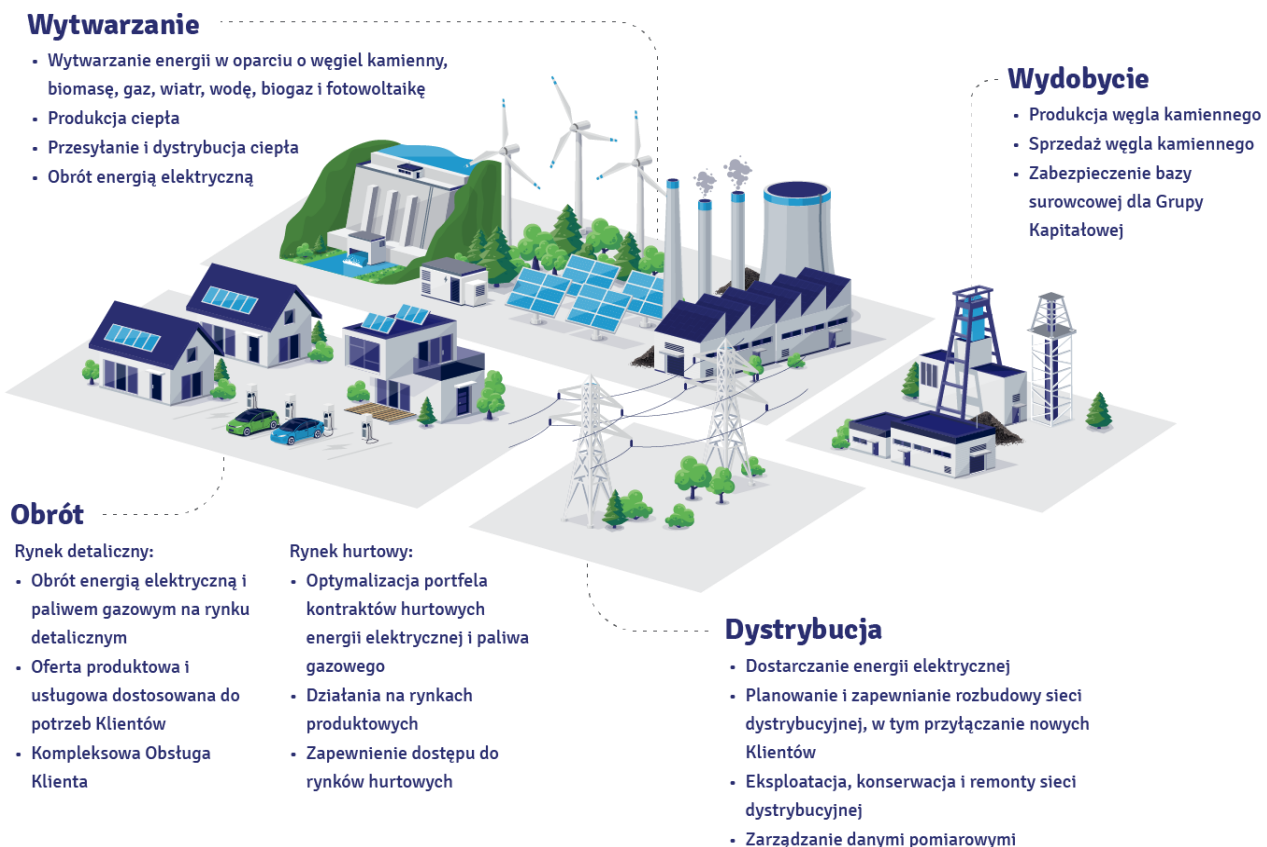 Wytwarzanie
• Wytwarzanie energii w oparciu o węgiel kamienny,
biomasę, gaz, wiatr, wodę, biogaz i fotowoltaikę
• Produkcja ciepła
• Przesyłanie i dystrybucja ciepła
• Obrót energią elektryczną
Wydobycie
• Produkcja węgla kamiennego
• Sprzedaż węgla kamiennego
• Zabezpieczenie bazy
surowcowej dla Grupy
Kapitałowej
Obrót
Rynek detaliczny:
• Obrót energią elektryczną i
paliwem gazowym na rynku
detalicznym
• Oferta produktowa i
usługowa dostosowana do
potrzeb Klientów
• Kompleksowa Obsługa
Klienta
Rynek hurtowy:
• Optymalizacja portfela
kontraktów hurtowych
energii elektrycznej i paliwa
gazowego
• Działania na rynkach
produktowych
• Zapewnienie dostępu do
rynków hurtowych
Dystrybucja
• Dostarczanie energii elektrycznej
• Planowanie i zapewnianie rozbudowy sieci
dystrybucyjnej, w tym przyłączanie nowych
Klientów
• Eksploatacja, konserwacja i remonty sieci
dystrybucyjnej
• Zarządzanie danymi pomiarowymi